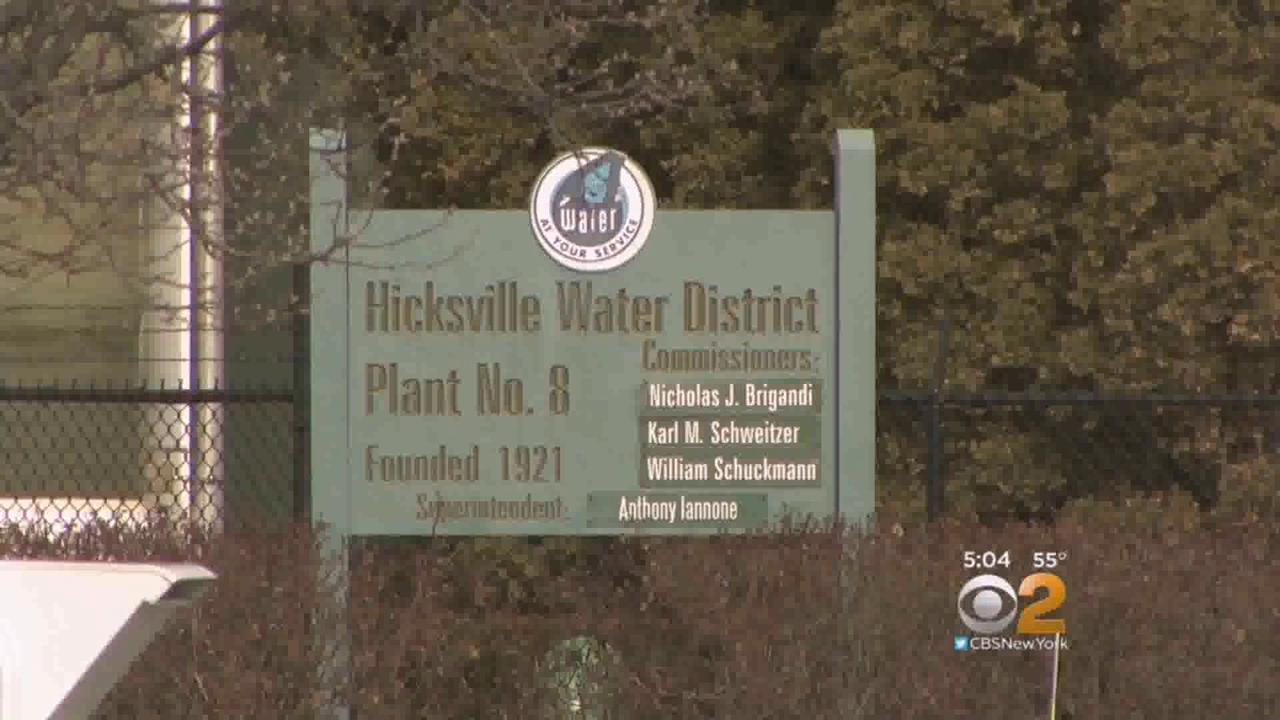 Water
AT YOUR SERVICE
Hicksville Water District
Commissioners:
Plant No. 8
Nicholas J. Brigandi
Karl M. Schweitzer
Founded 1921
William Schuckmann
Superintendent: Anthony Iannone
5:04 55°
2
CBSNewYork